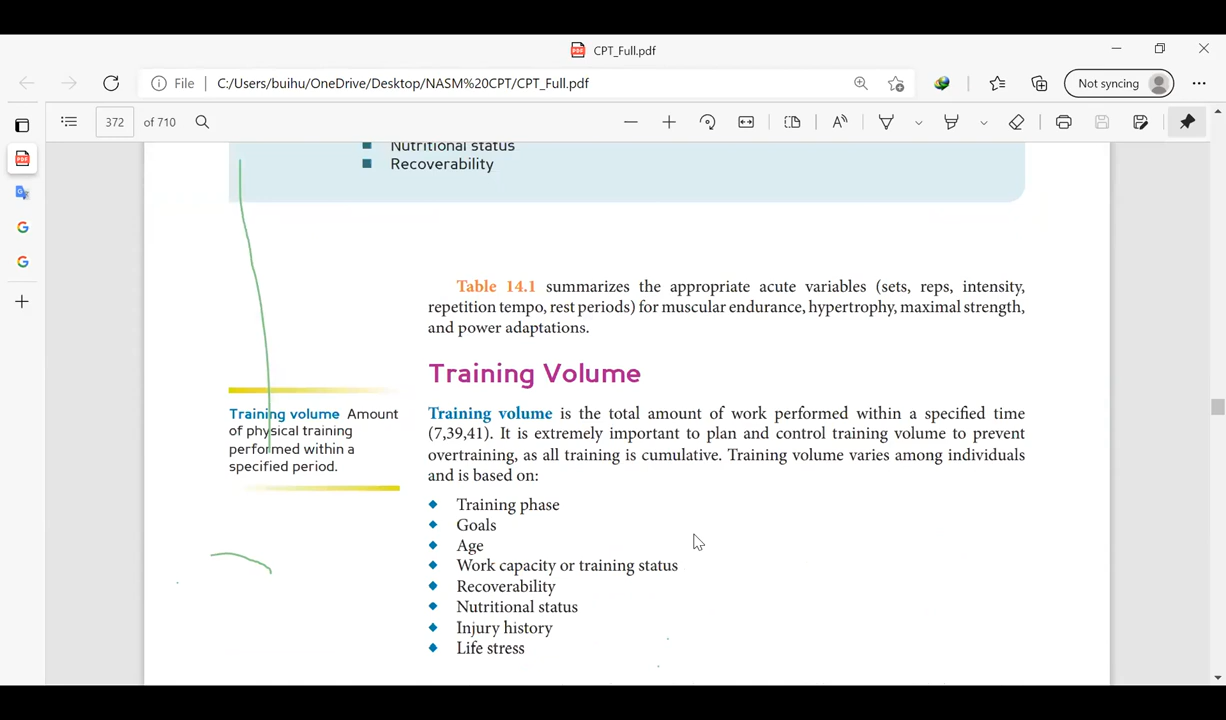 CPT_Full.pdf
File C:/Users/buihu/OneDrive/Desktop/NASM%20CPT/CPT_Full.pdf
Not syncing
372 of 710
Nutritional status
Recoverability
Table 14.1 summarizes the appropriate acute variables (sets, reps, intensity,
repetition tempo, rest periods) for muscular endurance, hypertrophy, maximal strength,
and power adaptations.
Training Volume
Training volume Amount
of physical training
performed within a
specified period.
Training volume is the total amount of work performed within a specified time
(7,39,41). It is extremely important to plan and control training volume to prevent
overtraining, as all training is cumulative. Training volume varies among individuals
and is based on:
Training phase
Goals
Age
Work capacity or training status
Recoverability
Nutritional status
Injury history
Life stress